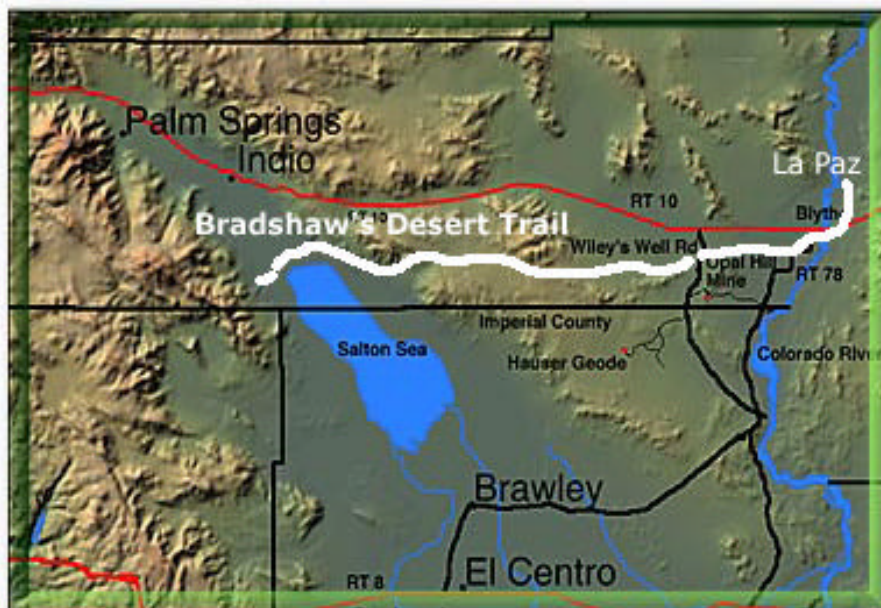 Palm Springs
Indio
La Paz
RT 10
Blythe
Bradshaw's Desert Trail
Wiley's Well Rd
Opal Hill
Mine
RT 78
Imperial County
Salton Sea
Hauser Geode
Colorado River
Brawley
RT 8
El Centro